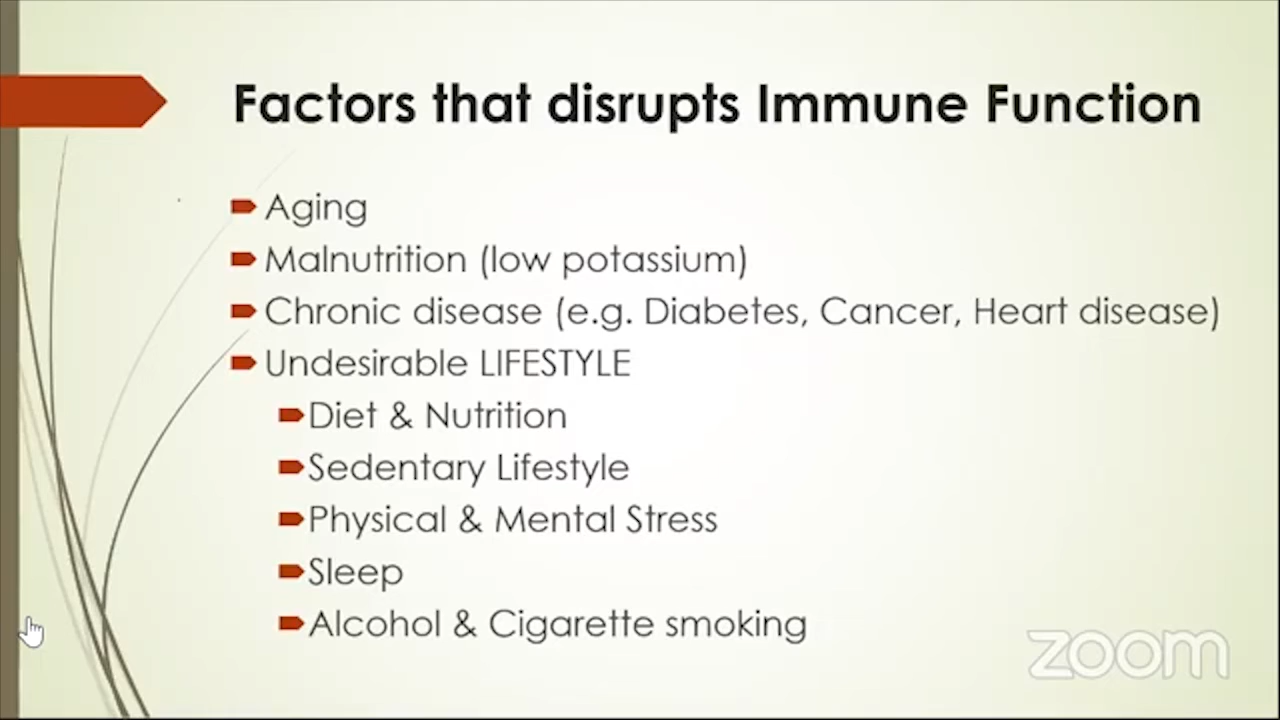 Factors that disrupts Immune Function
Aging
Malnutrition (low potassium)
Chronic disease (e.g. Diabetes, Cancer, Heart disease)
Undesirable LIFESTYLE
Diet & Nutrition
Sedentary Lifestyle
Physical & Mental Stress
Sleep
Alcohol & Cigarette smoking
zoom